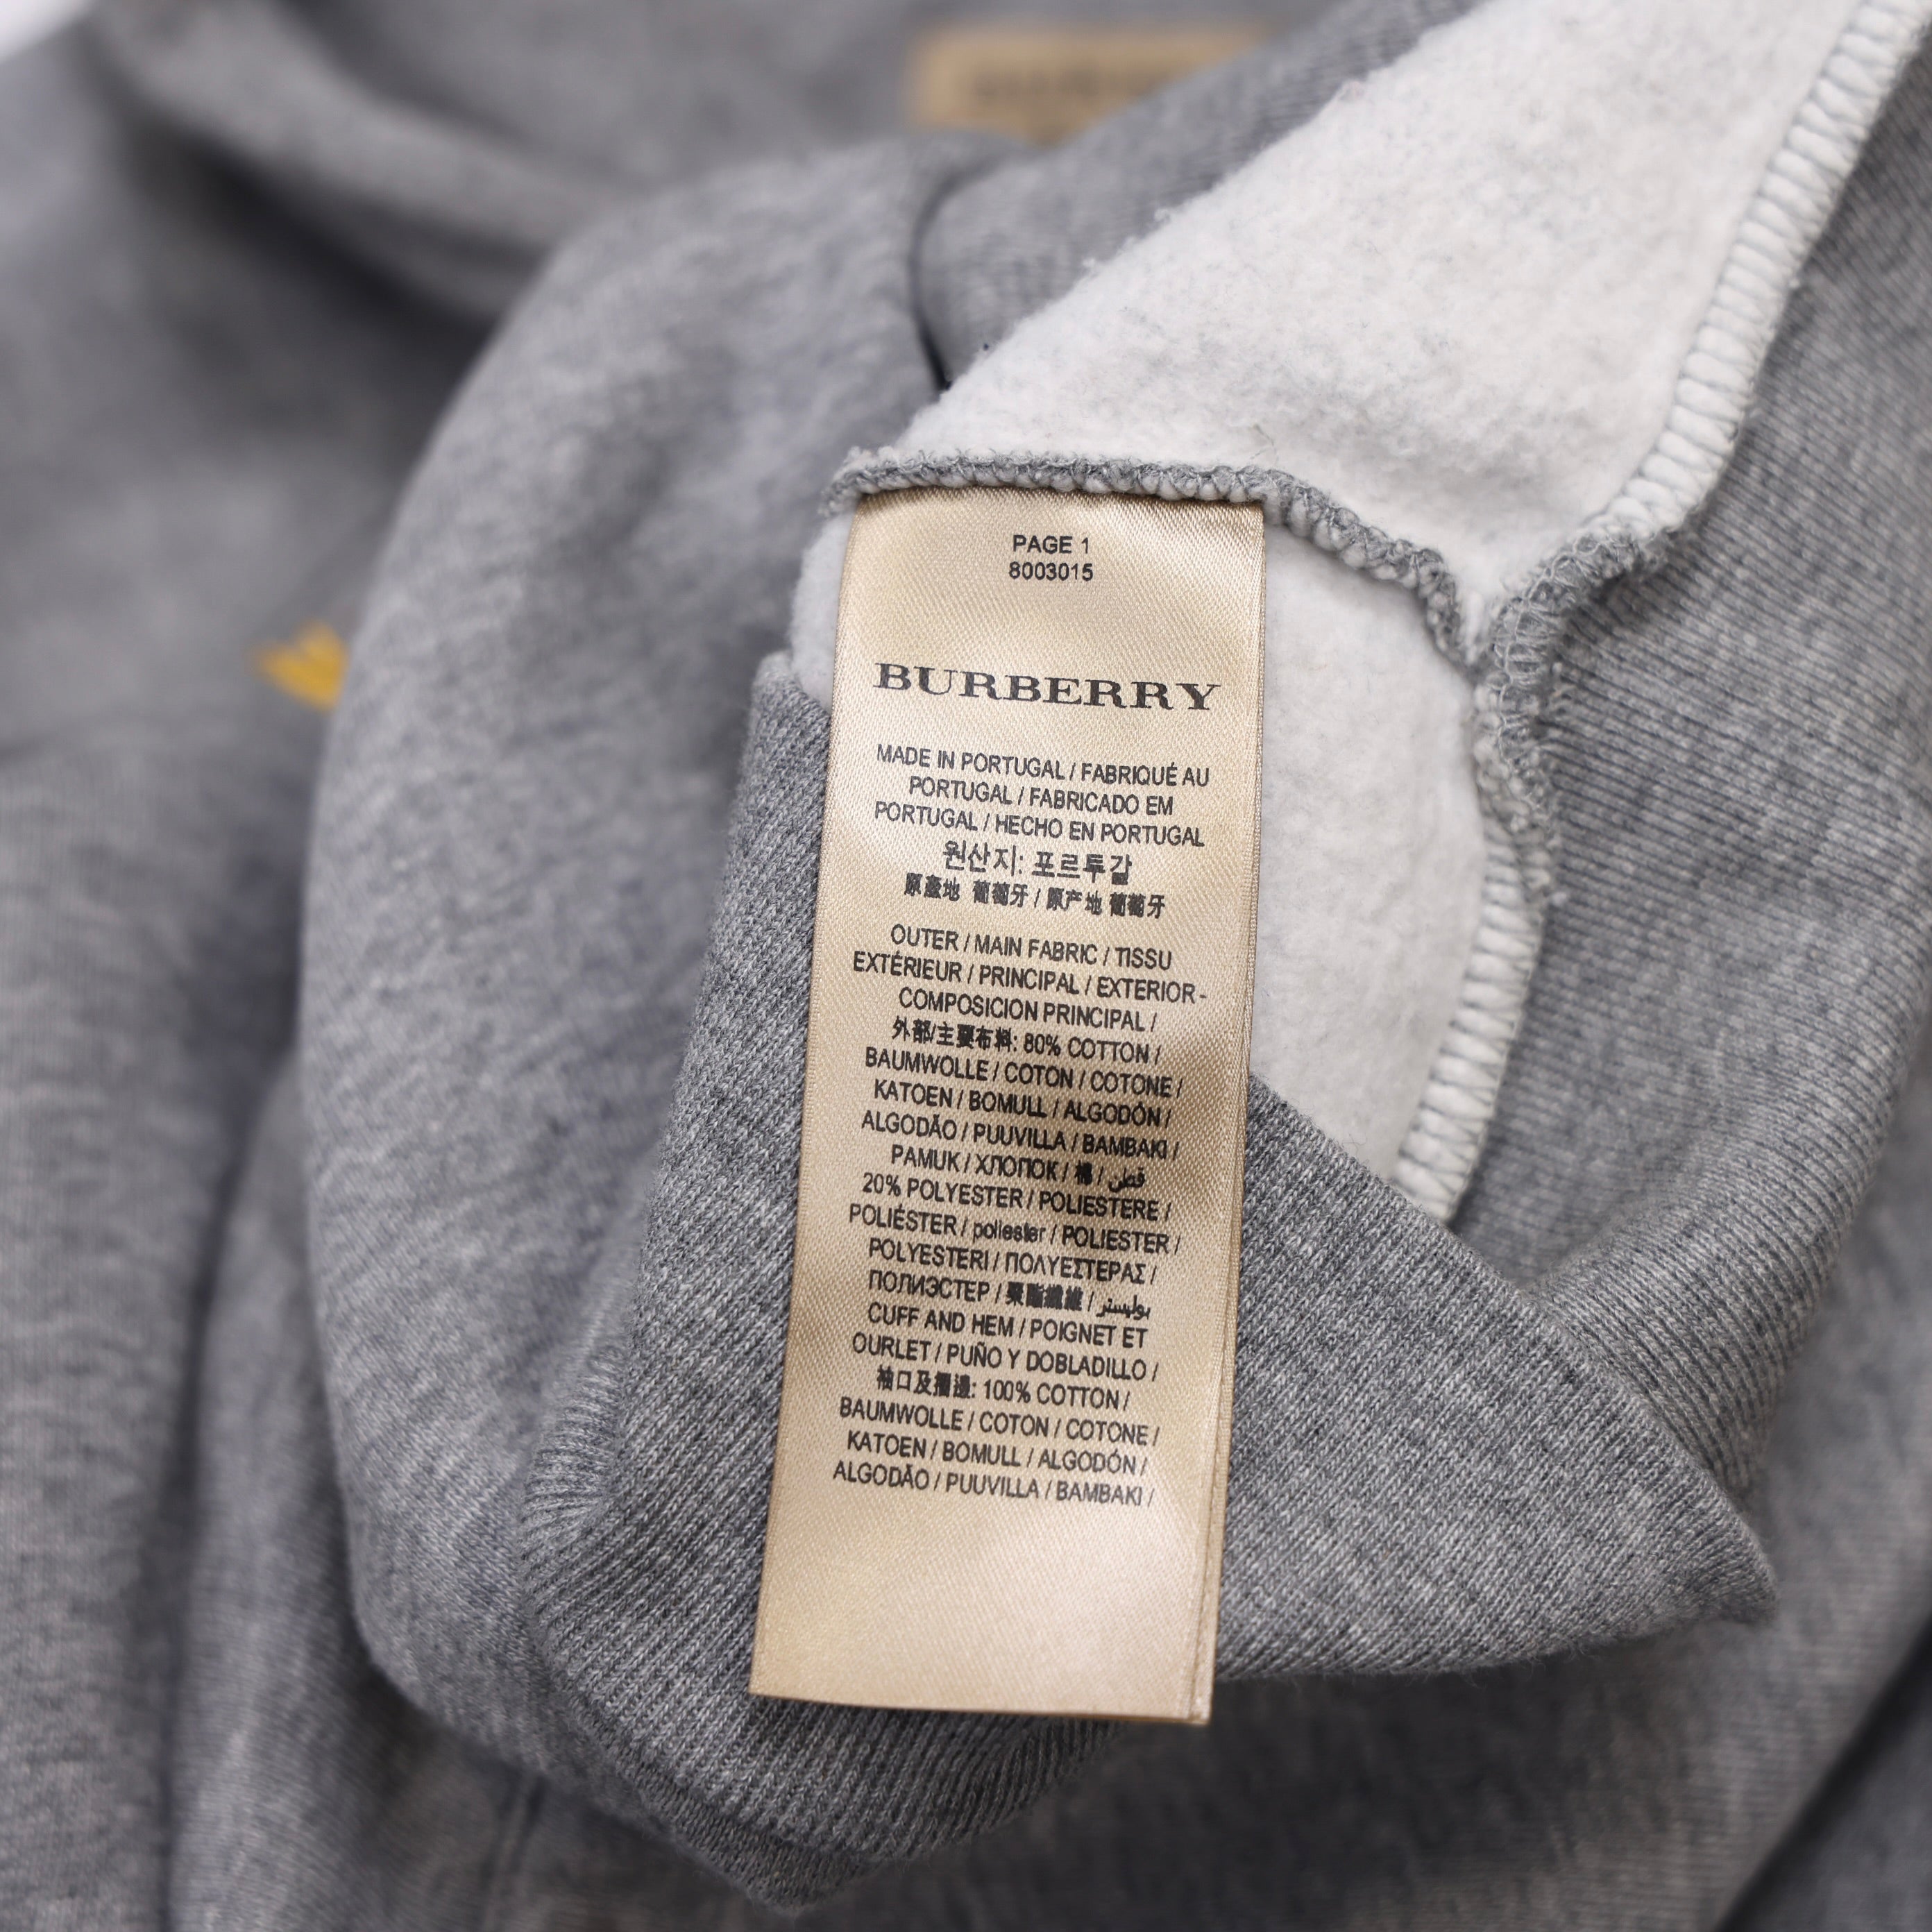 PAGE 1
8003015
BURBERRY
MADE IN PORTUGAL / FABRIQUÉ AU
PORTUGAL / FABRICADO EM
PORTUGAL / HECHO EN PORTUGAL
원산지: 포르투갈
原產地 葡萄牙 / 原产地 葡萄牙
OUTER / MAIN FABRIC / TISSU
EXTÉRIEUR / PRINCIPAL / EXTERIOR -
COMPOSICION PRINCIPAL /
外部/主要布料: 80% COTTON /
BAUMWOLLE / COTON / COTONE /
KATOEN / BOMULL / ALGODÓN /
ALGODÃO / PUUVILLA / BAMBAKI /
PAMUK / ХЛОПОК / 棉 / قطن
20% POLYESTER / POLIESTERE /
POLIÉSTER / poliester / POLIESTER /
POLYESTERI / ΠΟΛΥΕΣΤΕΡΑΣ /
ПОЛИЭСТЕР / 聚酯纖維 / بوليستر
CUFF AND HEM / POIGNET ET
OURLET / PUÑO Y DOBLADILLO /
袖口及摺邊: 100% COTTON /
BAUMWOLLE / COTON / COTONE /
KATOEN / BOMULL / ALGODÓN /
ALGODÃO / PUUVILLA / BAMBAKI /